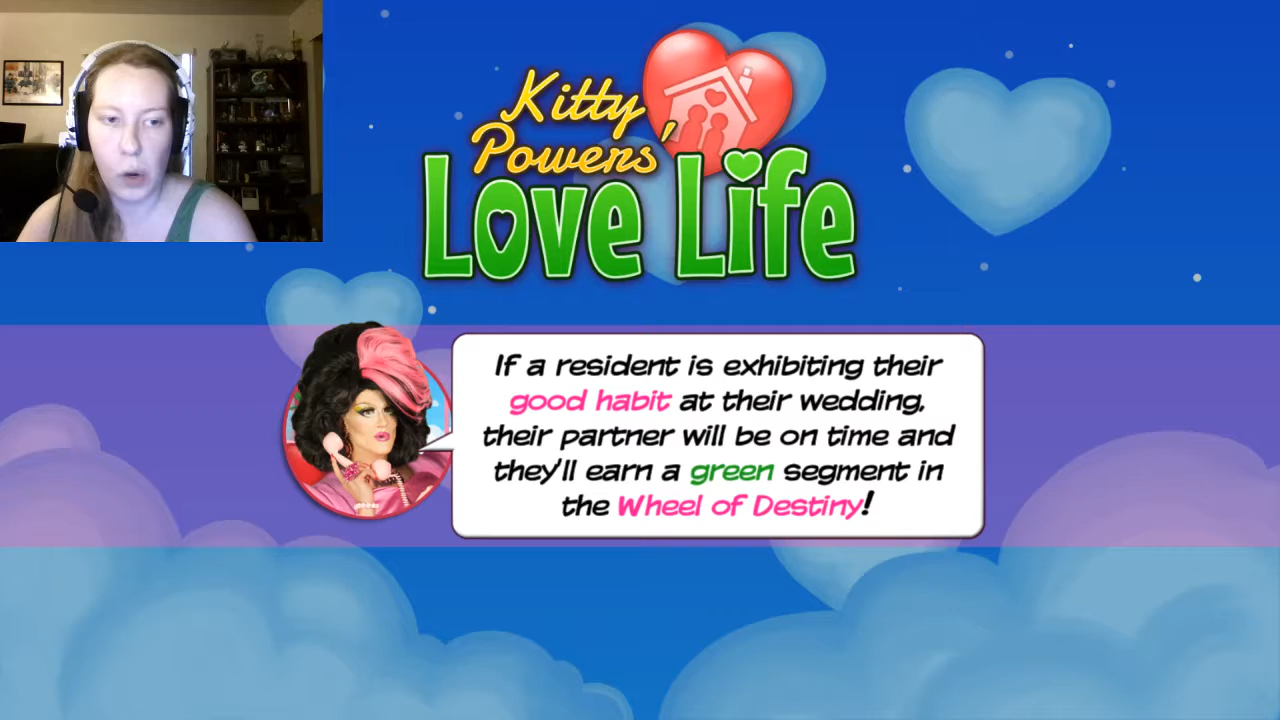 Kitty
Powers'
Love Life
If a resident is exhibiting their
good habit at their wedding,
their partner will be on time and
they'll earn a green segment in
the Wheel of Destiny!